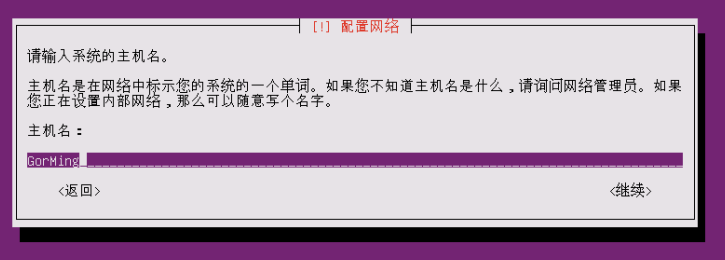 [!] 配置网络
请输入系统的主机名。
主机名是在网络中标示您的系统的一个单词。如果您不知道主机名是什么，请询问网络管理员。如果
您正在设置内部网络，那么可以随意写个名字。
主机名：
GorMing
<返回> <继续>